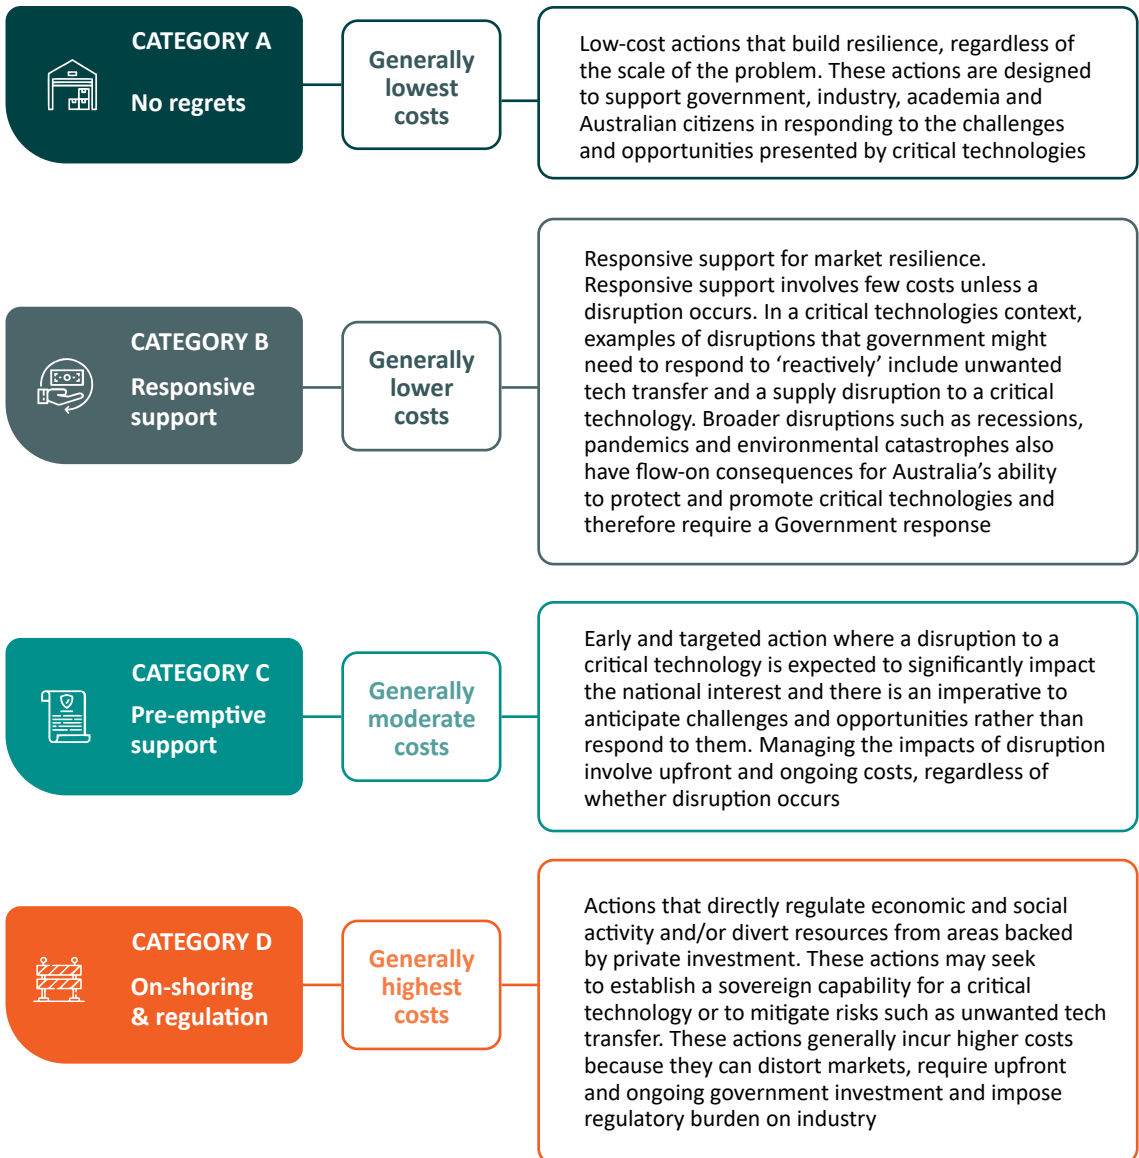 CATEGORY A
No regrets
Generally
lowest
costs
Low-cost actions that build resilience, regardless of
the scale of the problem. These actions are designed
to support government, industry, academia and
Australian citizens in responding to the challenges
and opportunities presented by critical technologies
CATEGORY B
Responsive
support
Generally
lower
costs
Responsive support for market resilience.
Responsive support involves few costs unless a
disruption occurs. In a critical technologies context,
examples of disruptions that government might
need to respond to ‘reactively’ include unwanted
tech transfer and a supply disruption to a critical
technology. Broader disruptions such as recessions,
pandemics and environmental catastrophes also
have flow-on consequences for Australia’s ability
to protect and promote critical technologies and
therefore require a Government response
CATEGORY C
Pre-emptive
support
Generally
moderate
costs
Early and targeted action where a disruption to a
critical technology is expected to significantly impact
the national interest and there is an imperative to
anticipate challenges and opportunities rather than
respond to them. Managing the impacts of disruption
involve upfront and ongoing costs, regardless of
whether disruption occurs
CATEGORY D
On-shoring
& regulation
Generally
highest
costs
Actions that directly regulate economic and social
activity and/or divert resources from areas backed
by private investment. These actions may seek
to establish a sovereign capability for a critical
technology or to mitigate risks such as unwanted tech
transfer. These actions generally incur higher costs
because they can distort markets, require upfront
and ongoing government investment and impose
regulatory burden on industry